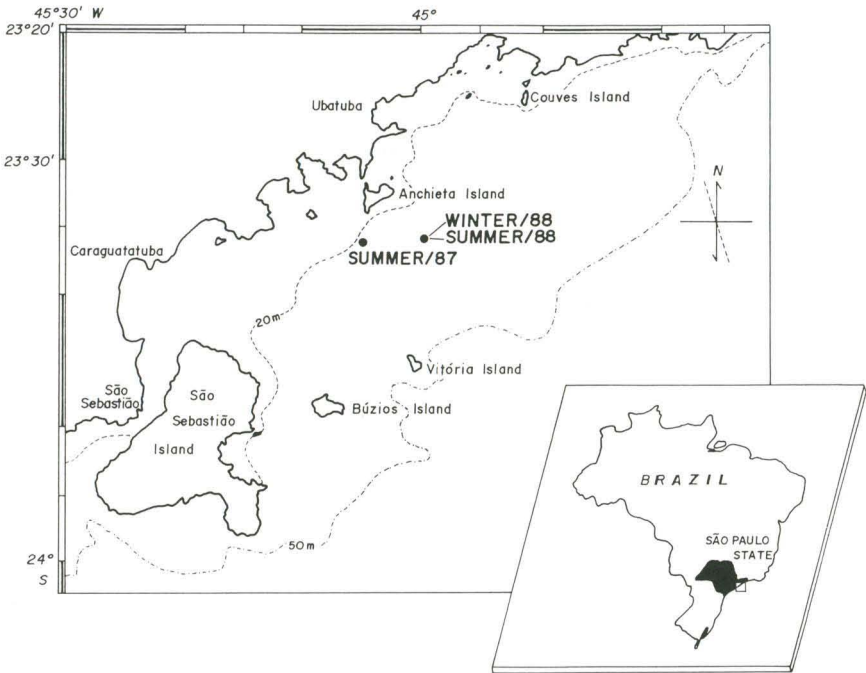 45°30' W
45°
23°20'
Ubatuba
Couves Island
23°30'
N
Anchieta Island
WINTER/88
SUMMER/88
Caraguatatuba
SUMMER/87
20m
Vitória Island
São
Sebastião
São
Sebastião
Island
Búzios Island
BRAZIL
SÃO PAULO
STATE
50m
24°
S